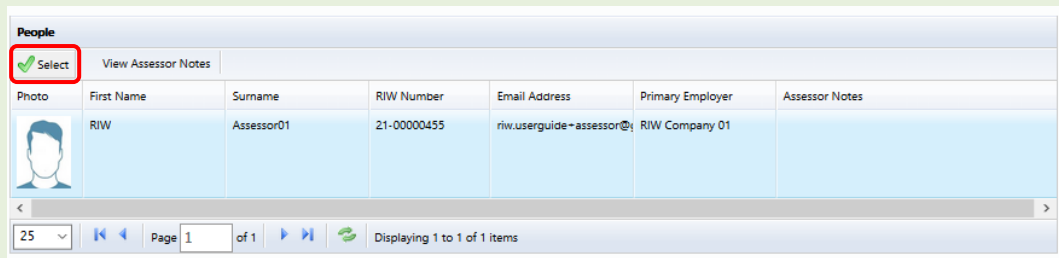 People
Select View Assessor Notes
Photo First Name Surname RIW Number Email Address Primary Employer Assessor Notes
RIW Assessor01 21-00000455 riw.userguide+assessor@g RIW Company 01
25 Page 1 of 1 Displaying 1 to 1 of 1 items